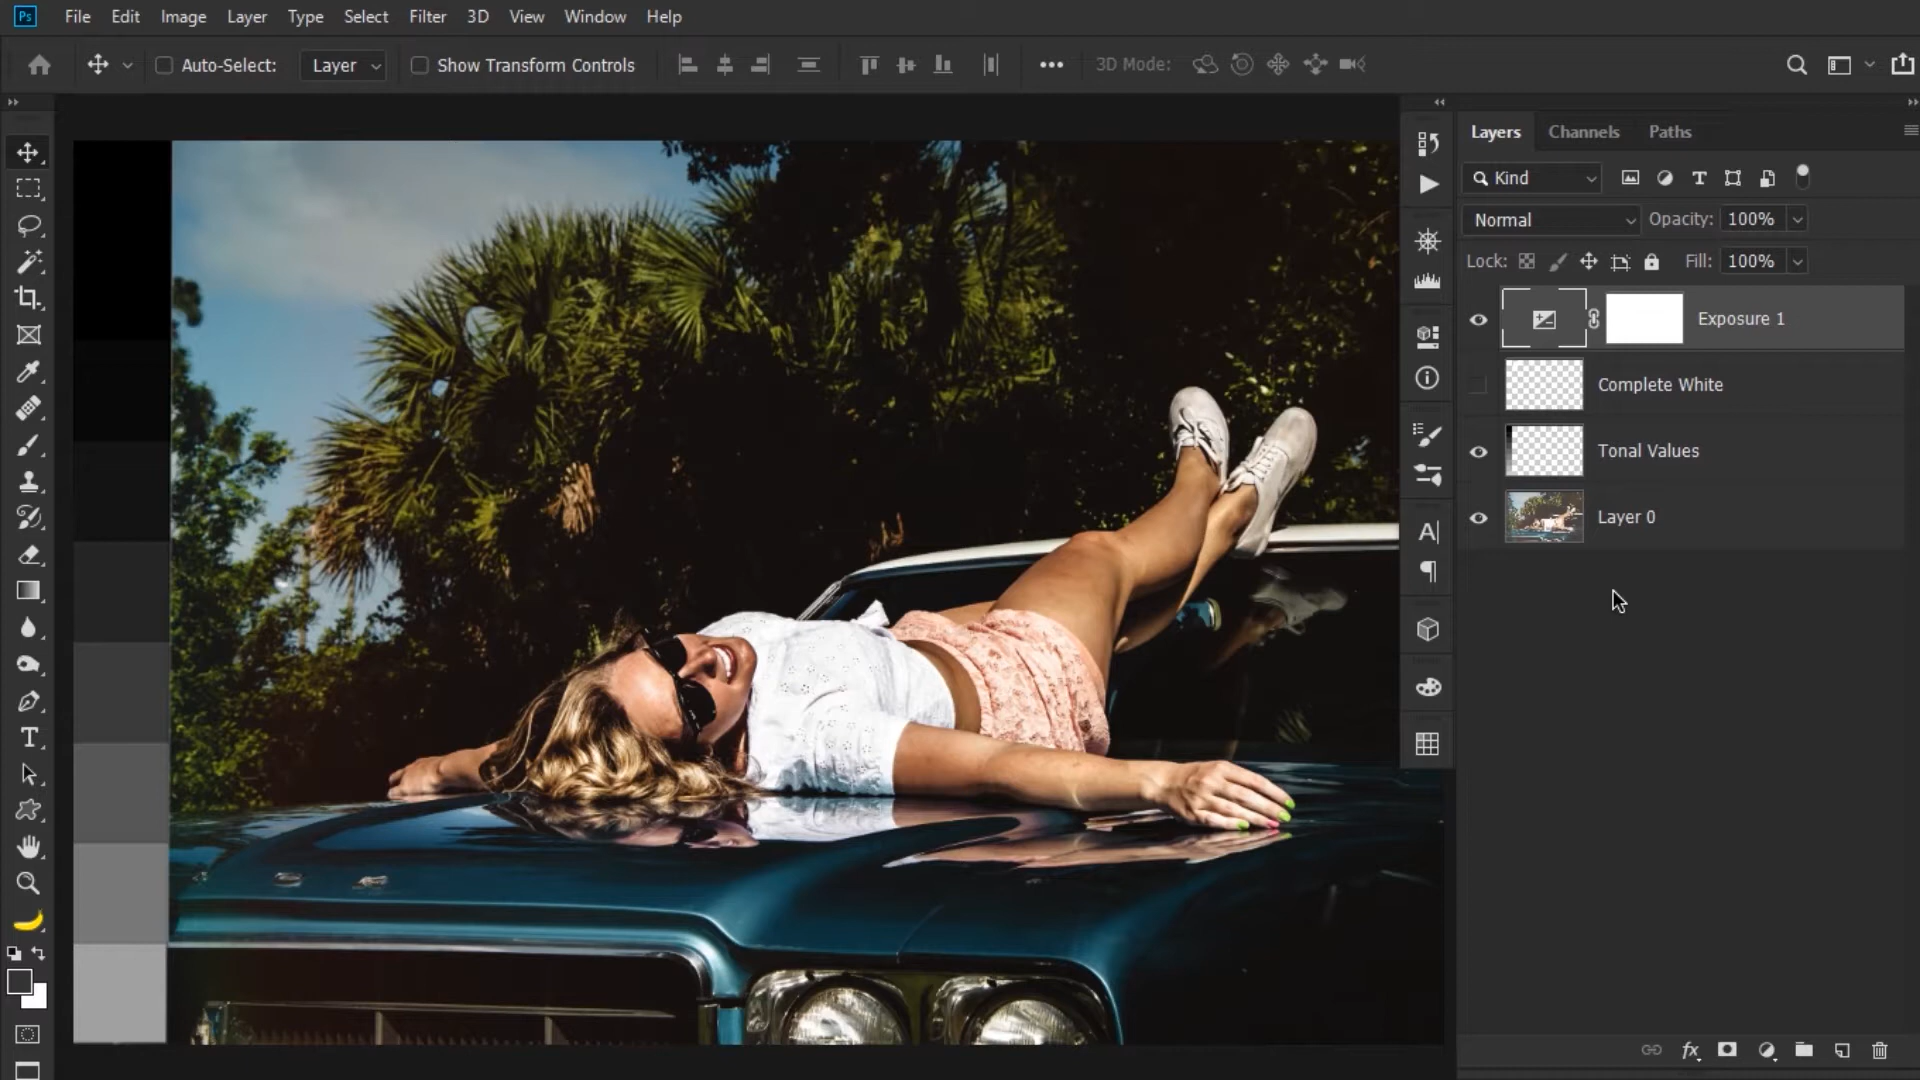 Ps File Edit Image Layer Type Select Filter 3D View Window Help
Auto-Select: Layer Show Transform Controls 3D Mode:
Layers Channels Paths
Kind
Normal Opacity: 100%
Lock: Fill: 100%
Exposure 1
Complete White
Tonal Values
Layer 0